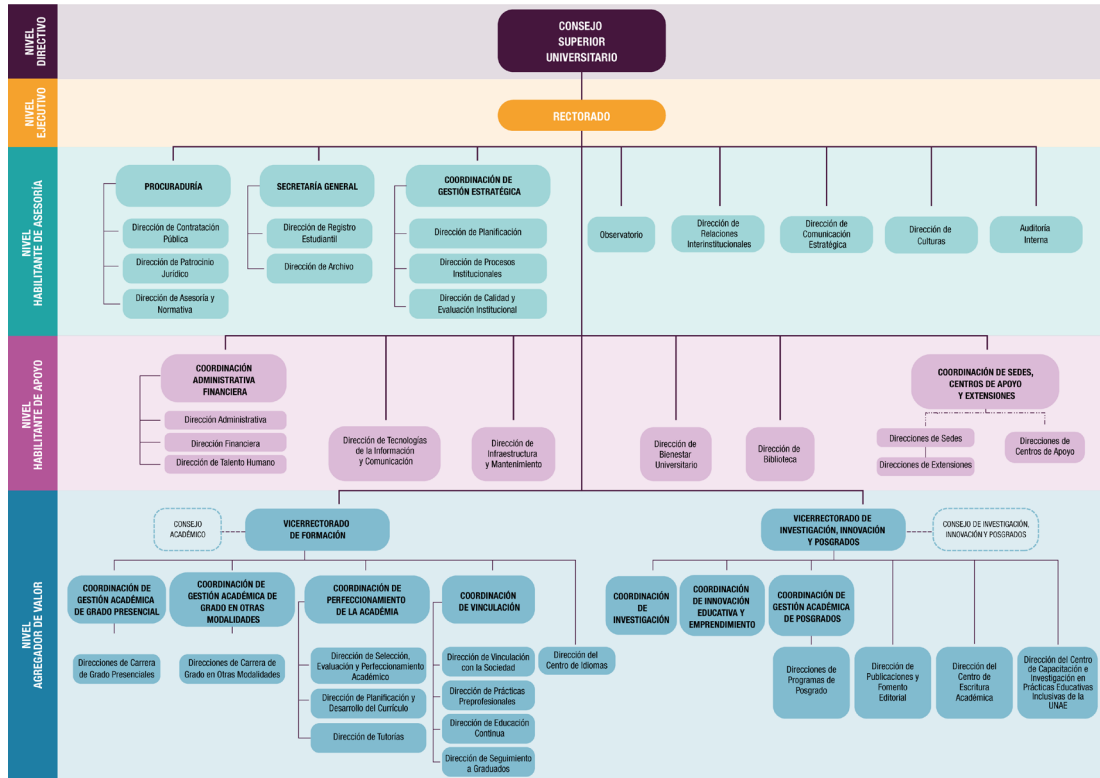 NIVEL
DIRECTIVO
CONSEJO
SUPERIOR
UNIVERSITARIO
NIVEL
EJECUTIVO
RECTORADO
NIVEL
HABILITANTE DE ASESORÍA
PROCURADURÍA
Dirección de Contratación
Pública
Dirección de Patrocinio
Jurídico
Dirección de Asesoría y
Normativa
SECRETARÍA GENERAL
Dirección de Registro
Estudiantil
Dirección de Archivo
COORDINACIÓN DE
GESTIÓN ESTRATÉGICA
Dirección de Planificación
Dirección de Procesos
Institucionales
Dirección de Calidad y
Evaluación Institucional
Observatorio
Dirección de
Relaciones
Interinstitucionales
Dirección de
Comunicación
Estratégica
Dirección de
Culturas
Auditoría
Interna
NIVEL
HABILITANTE DE APOYO
COORDINACIÓN
ADMINISTRATIVA
FINANCIERA
Dirección Administrativa
Dirección Financiera
Dirección de Talento Humano
Dirección de Tecnologías
de la Información
y Comunicación
Dirección de
Infraestructura
y Mantenimiento
Dirección de
Bienestar
Universitario
Dirección de
Biblioteca
COORDINACIÓN DE SEDES,
CENTROS DE APOYO
Y EXTENSIONES
Direcciones de Sedes
Direcciones de Extensiones
Direcciones de
Centros de Apoyo
NIVEL
AGREGADOR DE VALOR
CONSEJO
ACADÉMICO
VICERRECTORADO
DE FORMACIÓN
COORDINACIÓN DE
GESTIÓN ACADÉMICA
DE GRADO PRESENCIAL
Direcciones de Carrera
de Grado Presenciales
COORDINACIÓN DE
GESTIÓN ACADÉMICA DE
GRADO EN OTRAS
MODALIDADES
Direcciones de Carrera de
Grado en Otras Modalidades
COORDINACIÓN DE
PERFECCIONAMIENTO
DE LA ACADÉMIA
Dirección de Selección,
Evaluación y Perfeccionamiento
Académico
Dirección de Planificación y
Desarrollo del Currículo
Dirección de Tutorías
COORDINACIÓN
DE VINCULACIÓN
Dirección de Vinculación
con la Sociedad
Dirección de Prácticas
Preprofesionales
Dirección de Educación
Continua
Dirección de Seguimiento
a Graduados
Dirección del
Centro de Idiomas
VICERRECTORADO DE
INVESTIGACIÓN, INNOVACIÓN
Y POSGRADOS
CONSEJO DE INVESTIGACIÓN,
INNOVACIÓN Y POSGRADOS
COORDINACIÓN
DE
INVESTIGACIÓN
COORDINACIÓN
DE INNOVACIÓN
EDUCATIVA Y
EMPRENDIMIENTO
COORDINACIÓN DE
GESTIÓN ACADÉMICA
DE POSGRADOS
Direcciones de
Programas de
Posgrado
Dirección de
Publicaciones y
Fomento
Editorial
Dirección del
Centro de
Escritura
Académica
Dirección del Centro
de Capacitación e
Investigación en
Prácticas Educativas
Inclusivas de la
UNAE